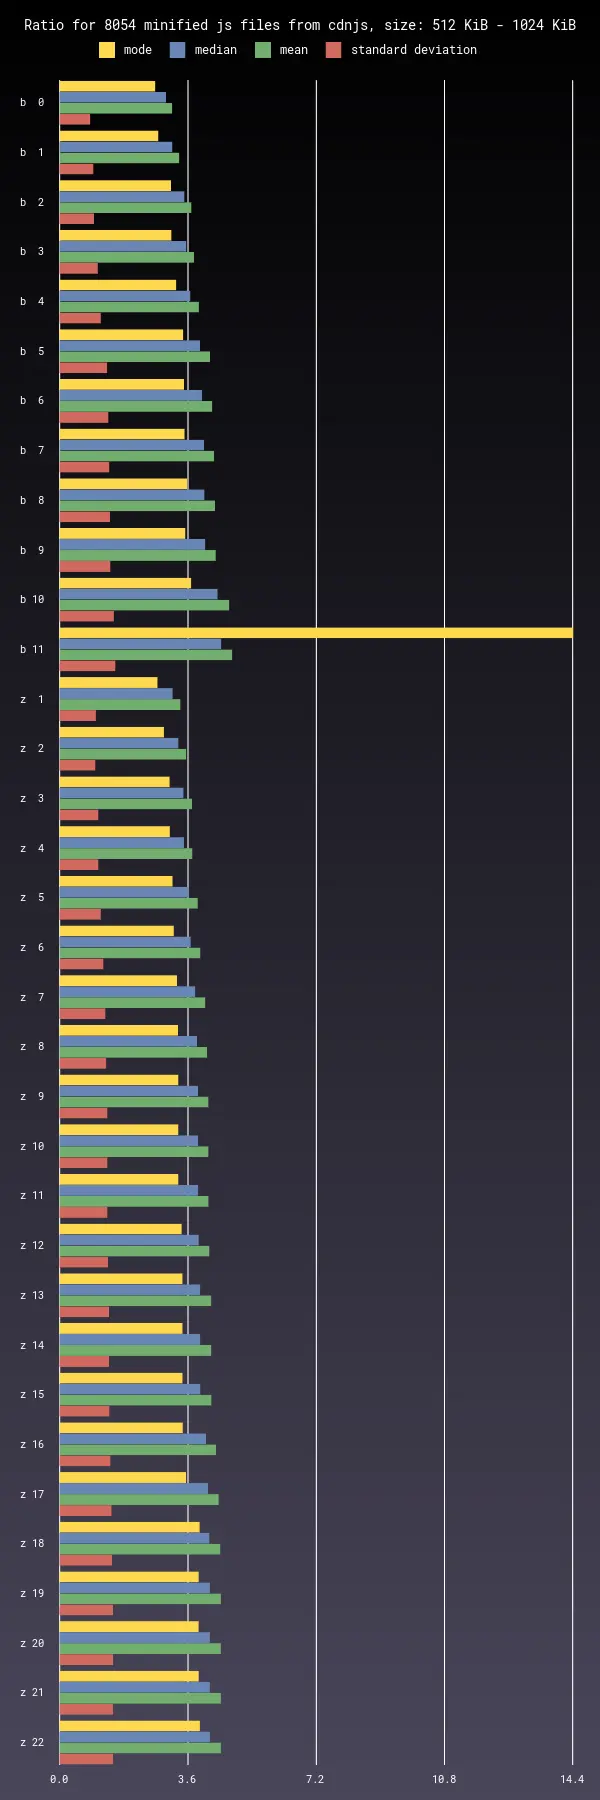 Ratio for 8054 minified js files from cdnjs, size: 512 KiB - 1024 KiB
mode median mean standard deviation
b 0
b 1
b 2
b 3
b 4
b 5
b 6
b 7
b 8
b 9
b 10
b 11
z 1
z 2
z 3
z 4
z 5
z 6
z 7
z 8
z 9
z 10
z 11
z 12
z 13
z 14
z 15
z 16
z 17
z 18
z 19
z 20
z 21
z 22
0.0 3.6 7.2 10.8 14.4